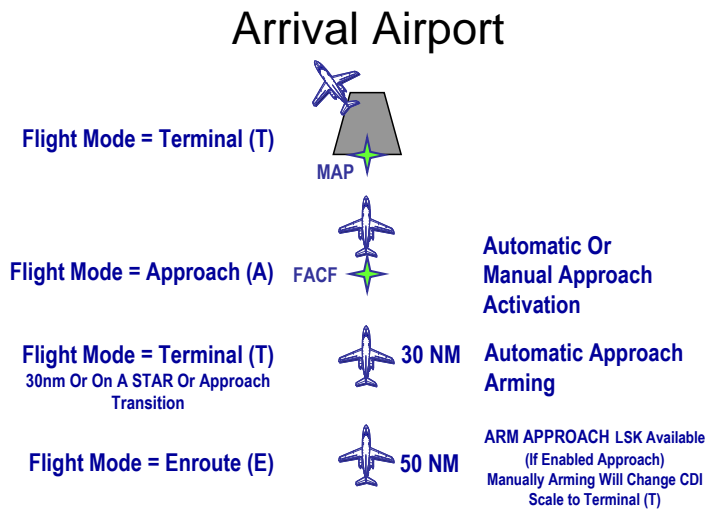 Arrival Airport
Flight Mode = Terminal (T)
MAP
Flight Mode = Approach (A)
FACF
Automatic Or
Manual Approach
Activation
Flight Mode = Terminal (T)
30nm Or On A STAR Or Approach
Transition
30 NM
Automatic Approach
Arming
Flight Mode = Enroute (E)
50 NM
ARM APPROACH LSK Available
(If Enabled Approach)
Manually Arming Will Change CDI
Scale to Terminal (T)